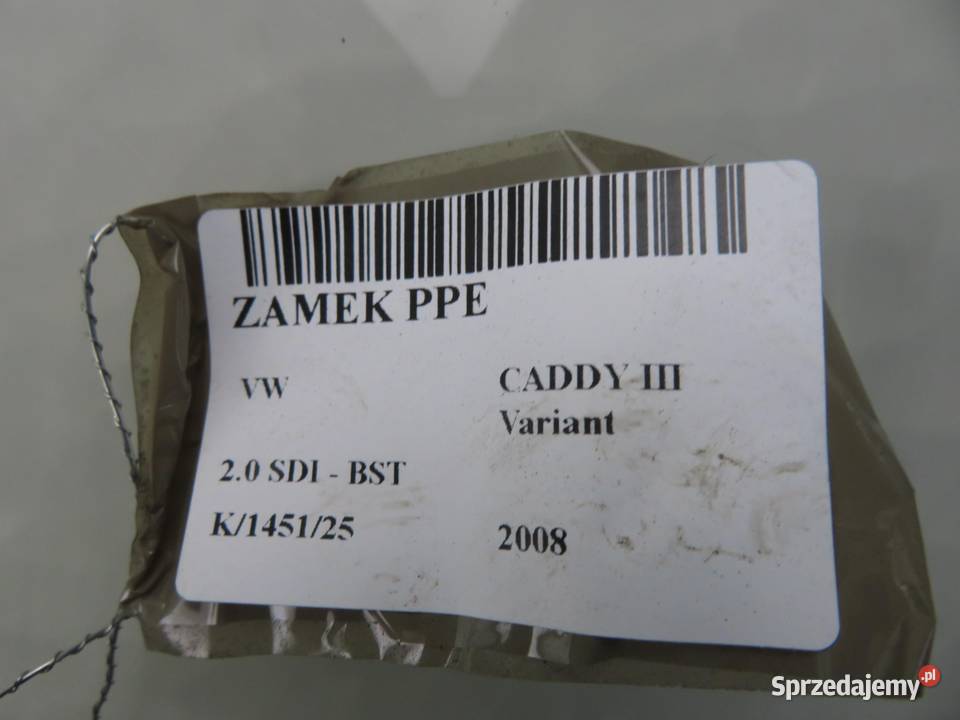 ZAMEK PPE
VW
CADDY III
Variant
2.0 SDI - BST
K/1451/25
2008
Sprzedajemy.pl